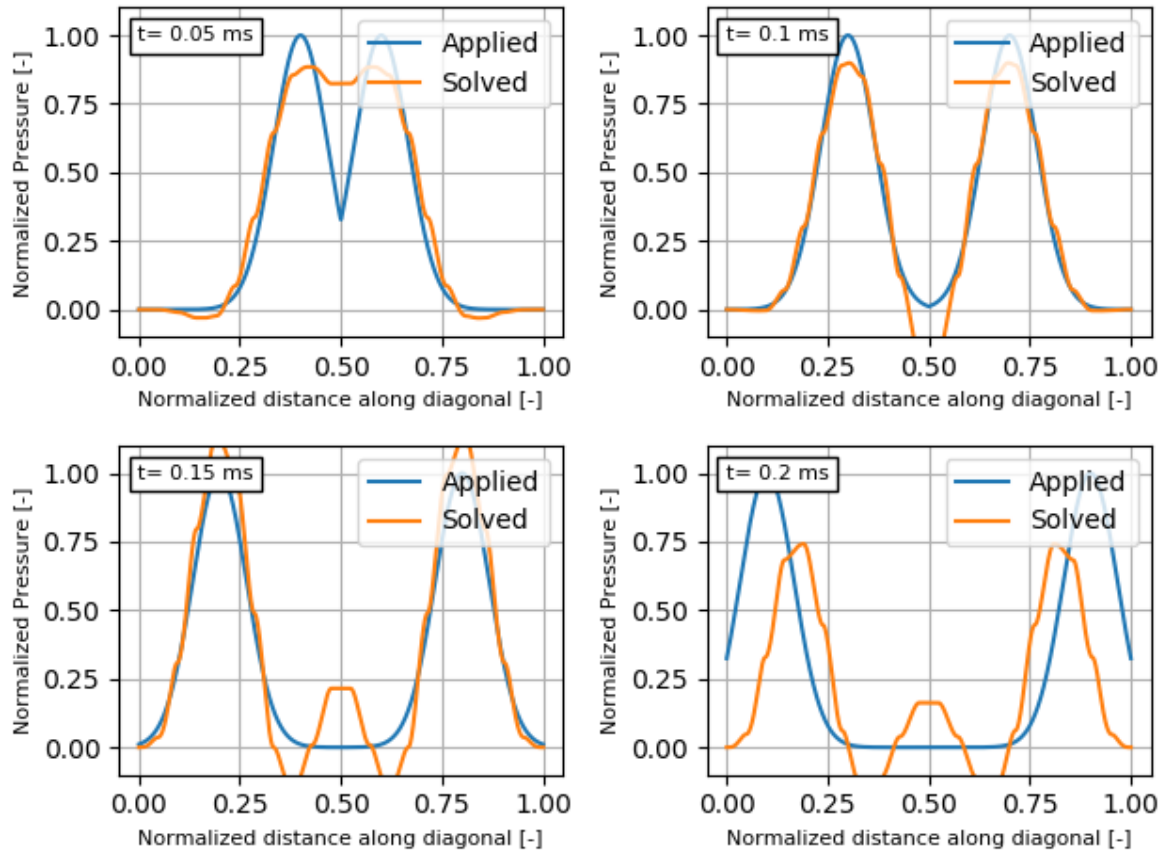 t= 0.05 ms
Applied
Solved
1.00
0.75
0.50
0.25
0.00
Normalized Pressure [-]
0.00 0.25 0.50 0.75 1.00
Normalized distance along diagonal [-]
t= 0.1 ms
Applied
Solved
1.00
0.75
0.50
0.25
0.00
Normalized Pressure [-]
0.00 0.25 0.50 0.75 1.00
Normalized distance along diagonal [-]
t= 0.15 ms
Applied
Solved
1.00
0.75
0.50
0.25
0.00
Normalized Pressure [-]
0.00 0.25 0.50 0.75 1.00
Normalized distance along diagonal [-]
t= 0.2 ms
Applied
Solved
1.00
0.75
0.50
0.25
0.00
Normalized Pressure [-]
0.00 0.25 0.50 0.75 1.00
Normalized distance along diagonal [-]